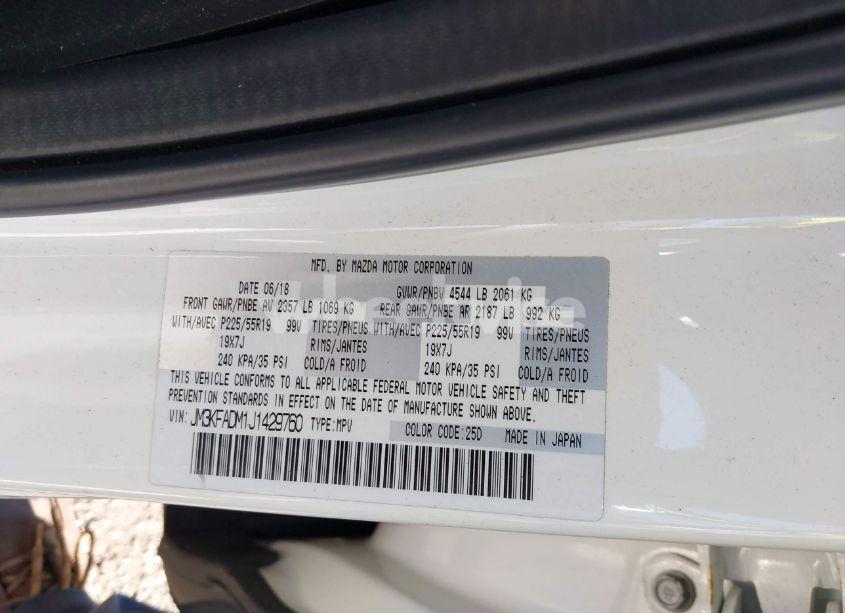 MFD. BY MAZDA MOTOR CORPORATION
DATE 06/18 GVWR/PNBV 4544 LB 2061 KG
FRONT GAWR/PNBE AV 2357 LB 1069 KG REAR GAWR/PNBE AR 2187 LB 992 KG
WITH/AVEC P225/55R19 99V TIRES/PNEUS WITH/AVEC P225/55R19 99V TIRES/PNEUS
19X7J RIMS/JANTES 19X7J RIMS/JANTES
240 KPA/35 PSI COLD/A FROID 240 KPA/35 PSI COLD/A FROID
THIS VEHICLE CONFORMS TO ALL APPLICABLE FEDERAL MOTOR VEHICLE SAFETY AND THEFT
PREVENTION STANDARDS IN EFFECT ON THE DATE OF MANUFACTURE SHOWN ABOVE.
VIN: JM3KFADM1J1429760 TYPE:MPV COLOR CODE:25D MADE IN JAPAN